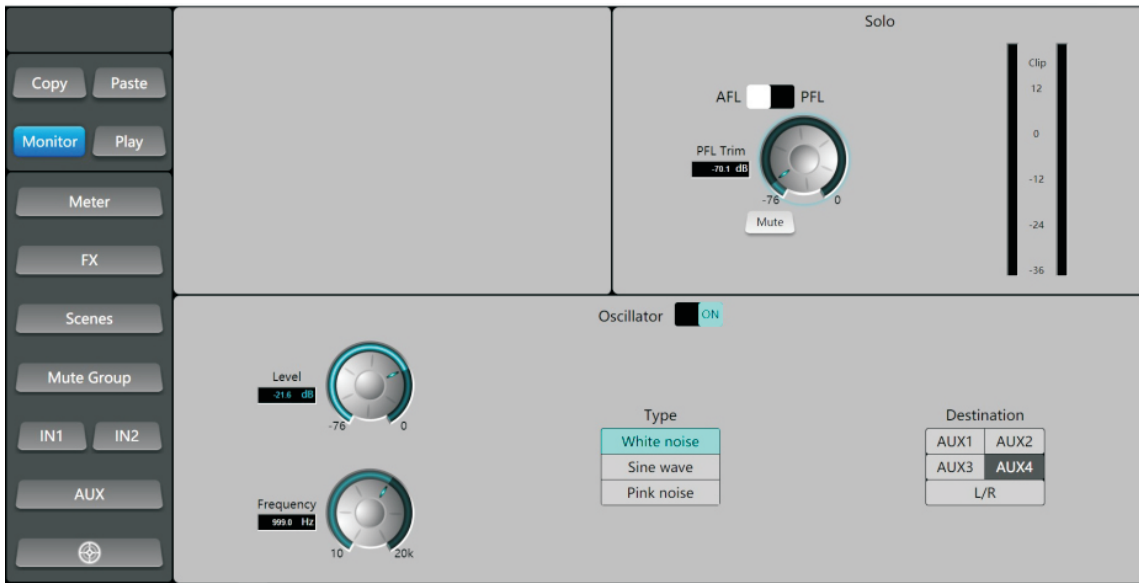 Copy Paste
Monitor Play
Meter
FX
Scenes
Mute Group
IN1 IN2
AUX
Solo
AFL PFL
PFL Trim
-70.1 dB
-76 0
Mute
Clip
12
0
-12
-24
-36
Oscillator ON
Level
-21.6 dB
-76 0
Frequency
999.0 Hz
10 20k
Type
White noise
Sine wave
Pink noise
Destination
AUX1 AUX2
AUX3 AUX4
L/R